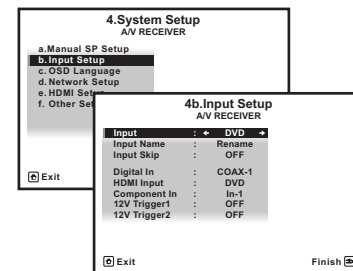 4.System Setup
A/V RECEIVER
a.Manual SP Setup
b.Input Setup
c.OSD Language
d.Network Setup
e.HDMI Setup
f. Other Set
Exit
4b.Input Setup
A/V RECEIVER
Input : DVD
Input Name : Rename
Input Skip : OFF
Digital In : COAX-1
HDMI Input : DVD
Component In : In-1
12V Trigger1 : OFF
12V Trigger2 : OFF
Exit
Finish